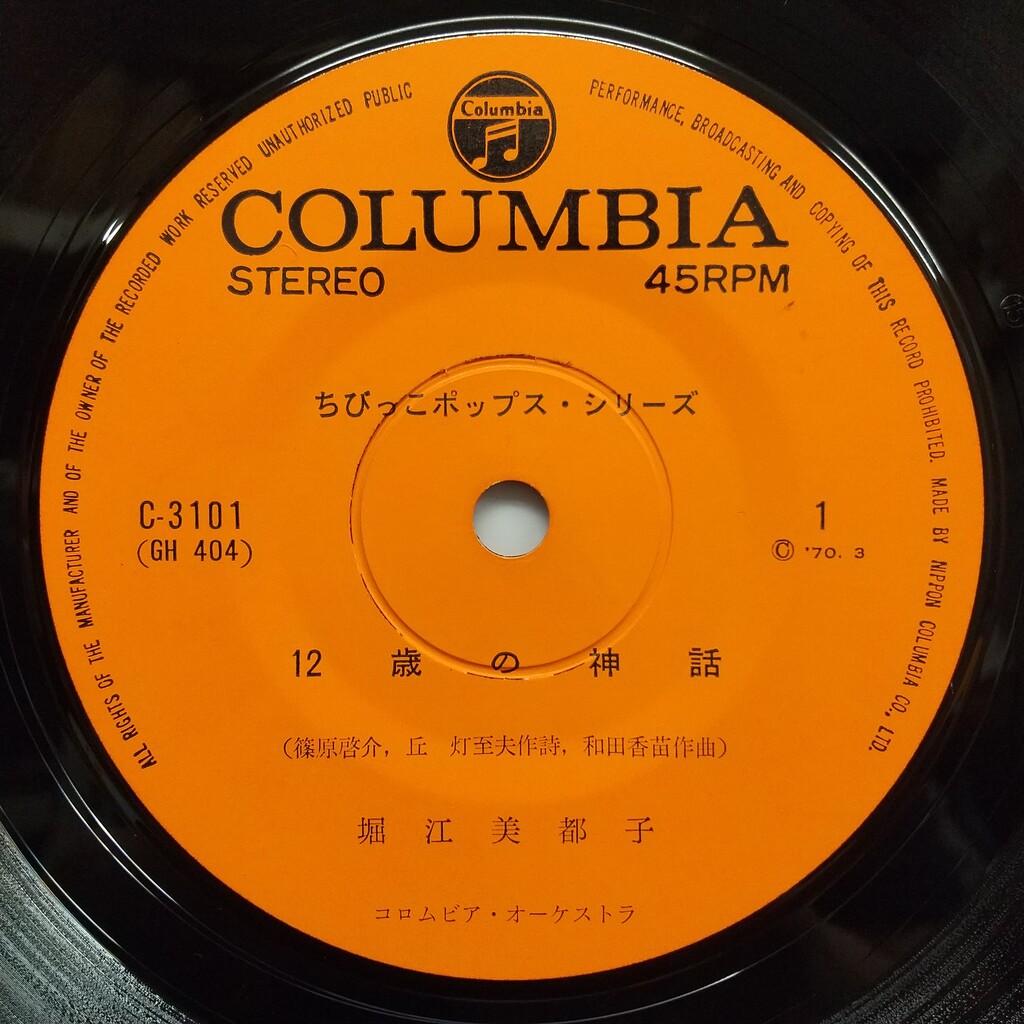 ALL RIGHTS OF THE MANUFACTURER AND OF THE OWNER OF THE RECORDED WORK RESERVED UNAUTHORIZED PUBLIC PERFORMANCE, BROADCASTING AND COPYING OF THIS RECORD PROHIBITED. MADE BY NIPPON COLUMBIA CO., LTD.
Columbia
COLUMBIA
STEREO 45RPM
ちびっこポップス・シリーズ
C-3101 1
(GH 404) © '70. 3
12歳の神話
(篠原啓介, 丘 灯至夫作詩, 和田香苗作曲)
堀江美都子
コロムビア・オーケストラ